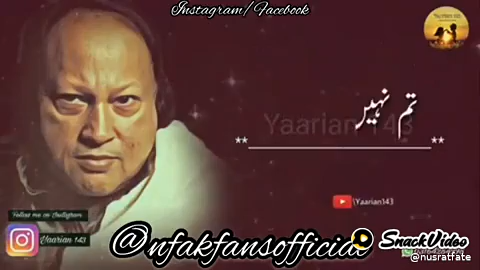 Instagram/Facebook
تم نہیں
Yaarian 143
** **
Yaarian143
Follow me on Instagram
Yaarian 143
@nfakfansofficial
SnackVideo
@nusratfate